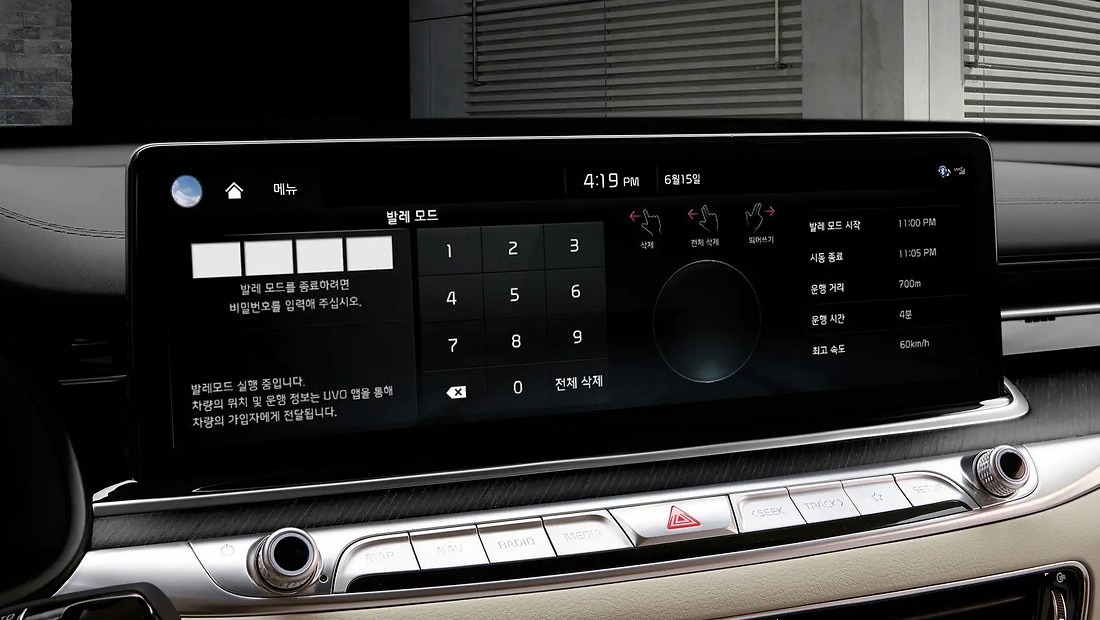 메뉴
4:19 PM
6월15일
발레 모드
발레 모드를 종료하려면
비밀번호를 입력해 주십시오.
발레모드 실행 중입니다.
차량의 위치 및 운행 정보는 UVO 앱을 통해
차량의 가입자에게 전달됩니다.
1 2 3
4 5 6
7 8 9
0 전체 삭제
삭제 전체 삭제 띄어쓰기
발레 모드 시작 11:00 PM
시동 종료 11:05 PM
운행 거리 700m
운행 시간 4분
최고 속도 60km/h
MAP NAV RADIO MEDIA
SEEK TRACK SETUP